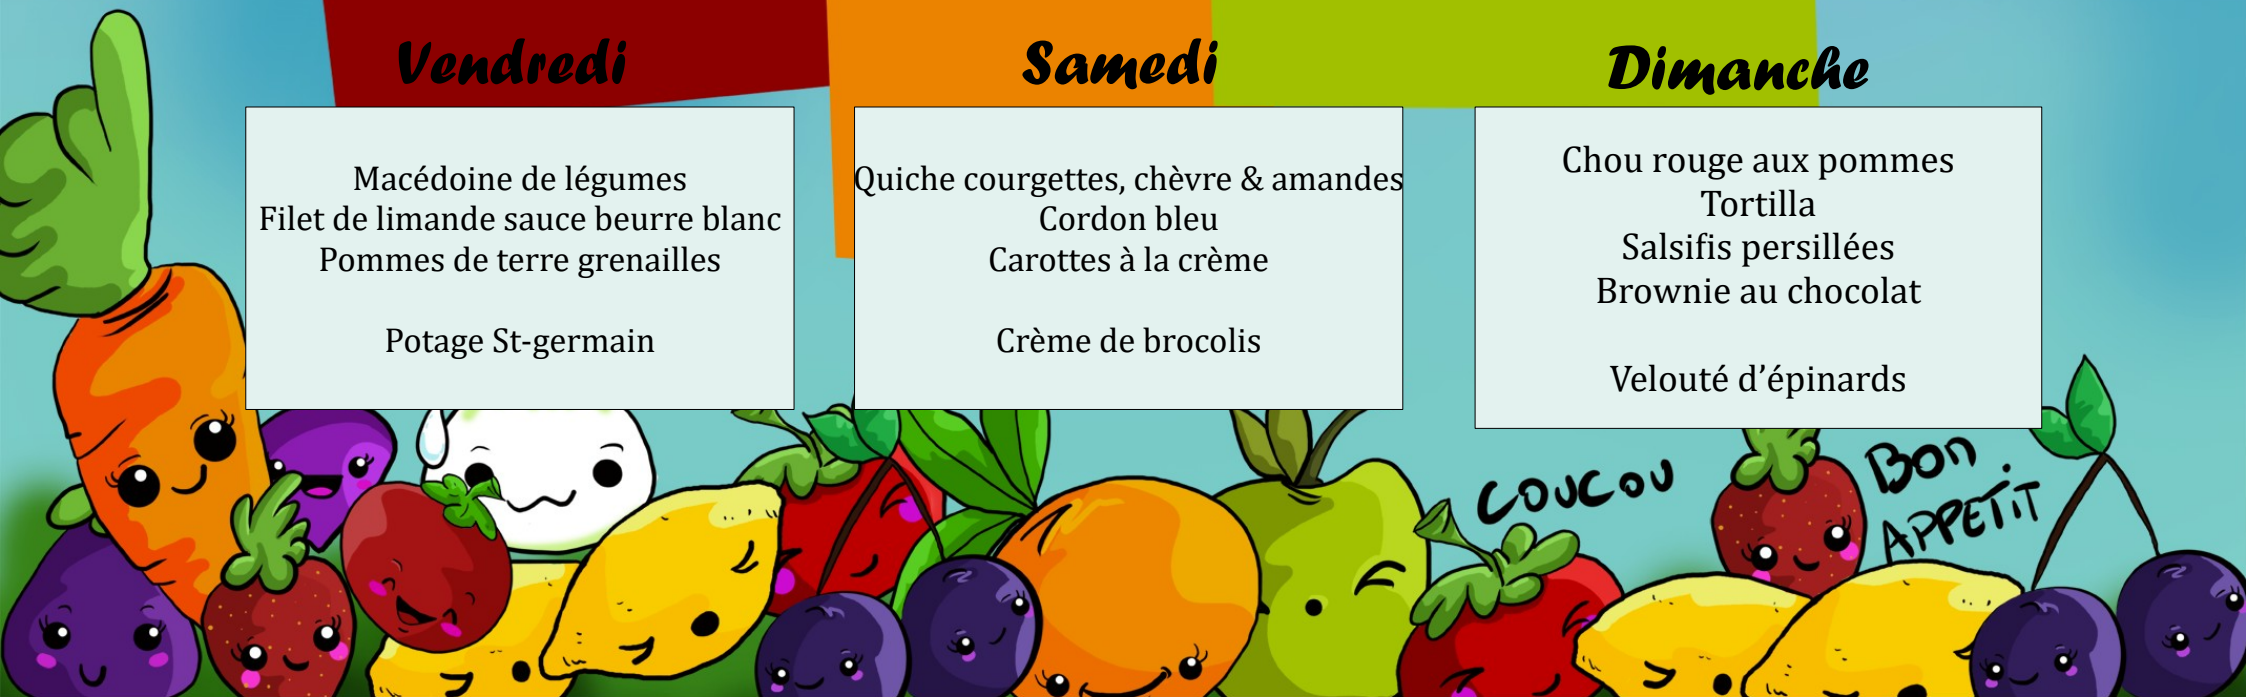 Vendredi
Macédoine de légumes
Filet de limande sauce beurre blanc
Pommes de terre grenailles
Potage St-germain
Samedi
Quiche courgettes, chèvre & amandes
Cordon bleu
Carottes à la crème
Crème de brocolis
Dimanche
Chou rouge aux pommes
Tortilla
Salsifis persillées
Brownie au chocolat
Velouté d’épinards
COUCOU
BON
APPETIT